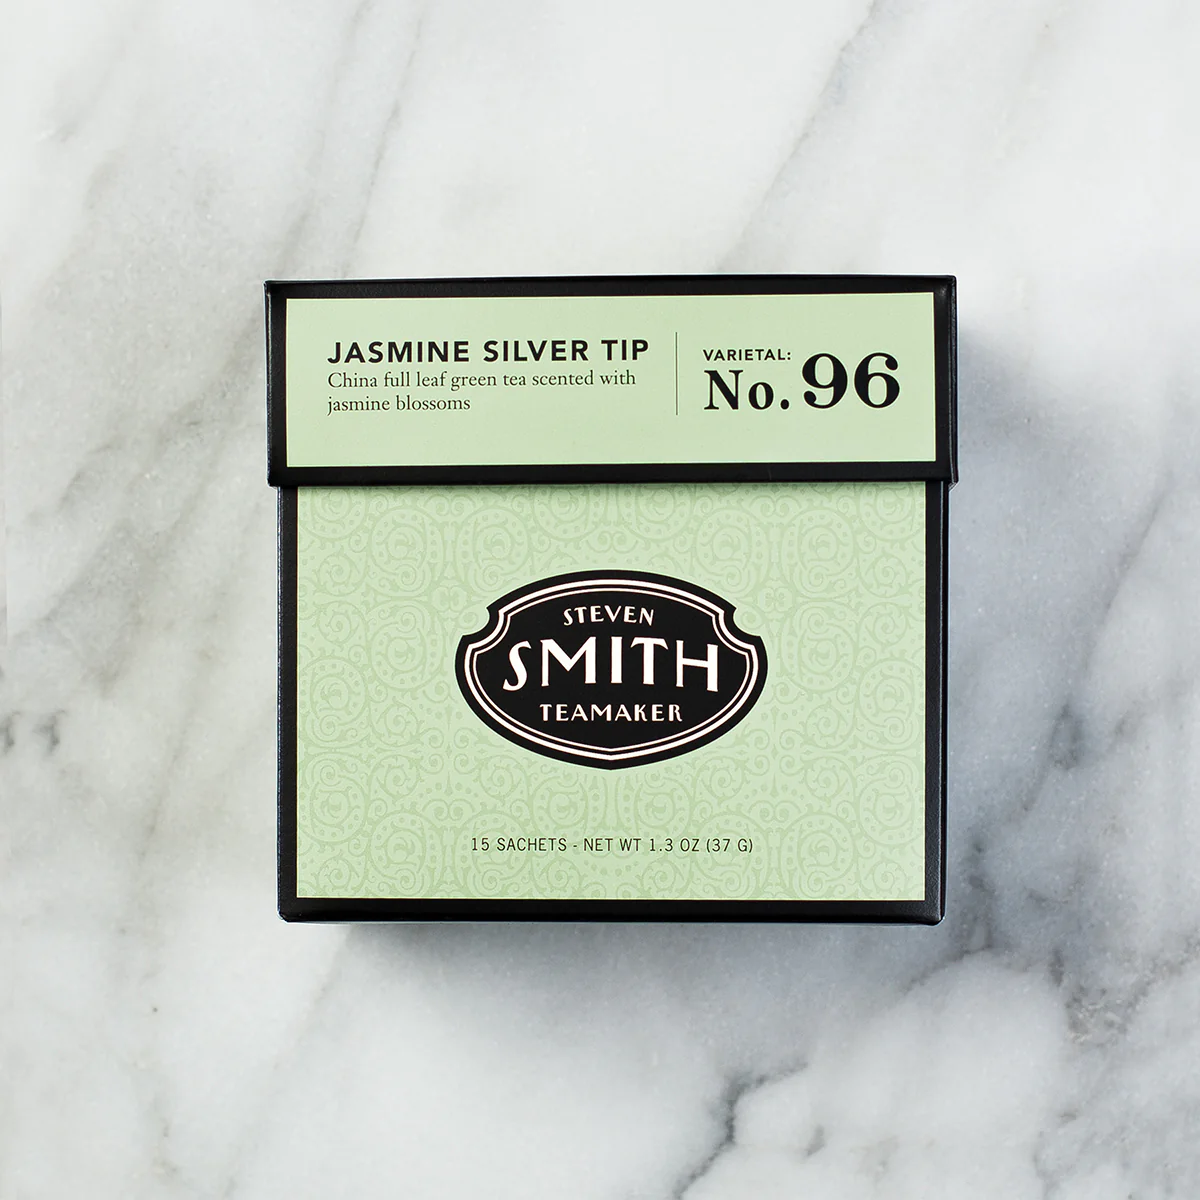 JASMINE SILVER TIP
China full leaf green tea scented with
jasmine blossoms
VARIETAL:
No. 96
STEVEN
SMITH
TEAMAKER
15 SACHETS - NET WT 1.3 OZ (37 G)